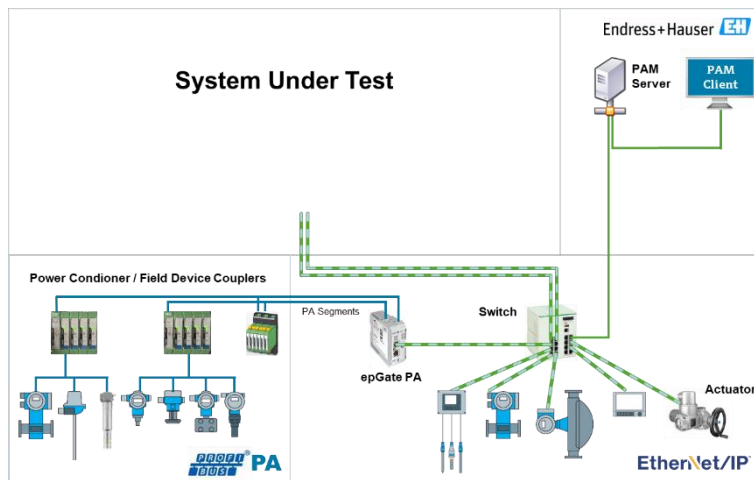 Endress+Hauser EH
System Under Test
PAM
Server
PAM
Client
Power Condioner / Field Device Couplers
PA Segments
Switch
epGate PA
Actuator
PROFI
BUS
PA
EtherNet/IP